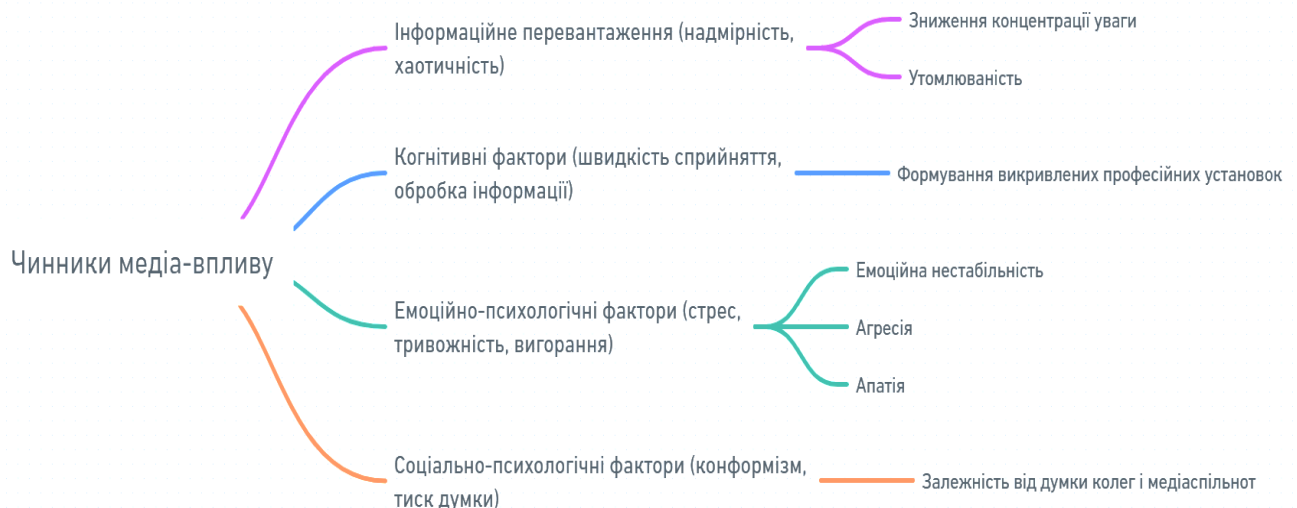 Чинники медіа-впливу
Інформаційне перевантаження (надмірність,
хаотичність)
Зниження концентрації уваги
Утомлюваність
Когнітивні фактори (швидкість сприйняття,
обробка інформації)
Формування викривлених професійних установок
Емоційно-психологічні фактори (стрес,
тривожність, вигорання)
Емоційна нестабільність
Агресія
Апатія
Соціально-психологічні фактори (конформізм,
тиск думки)
Залежність від думки колег і медіаспільнот